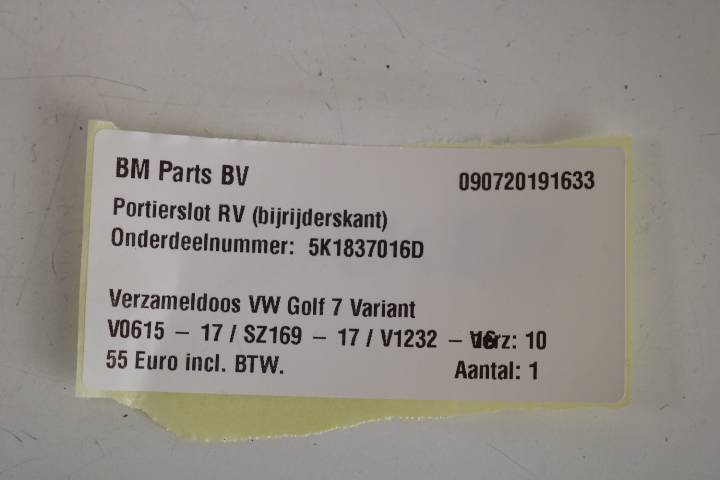 BM Parts BV 090720191633
Portierslot RV (bijrijderskant)
Onderdeelnummer: 5K1837016D
Verzameldoos VW Golf 7 Variant
V0615 – 17 / SZ169 – 17 / V1232 – : 10
55 Euro incl. BTW. Aantal: 1